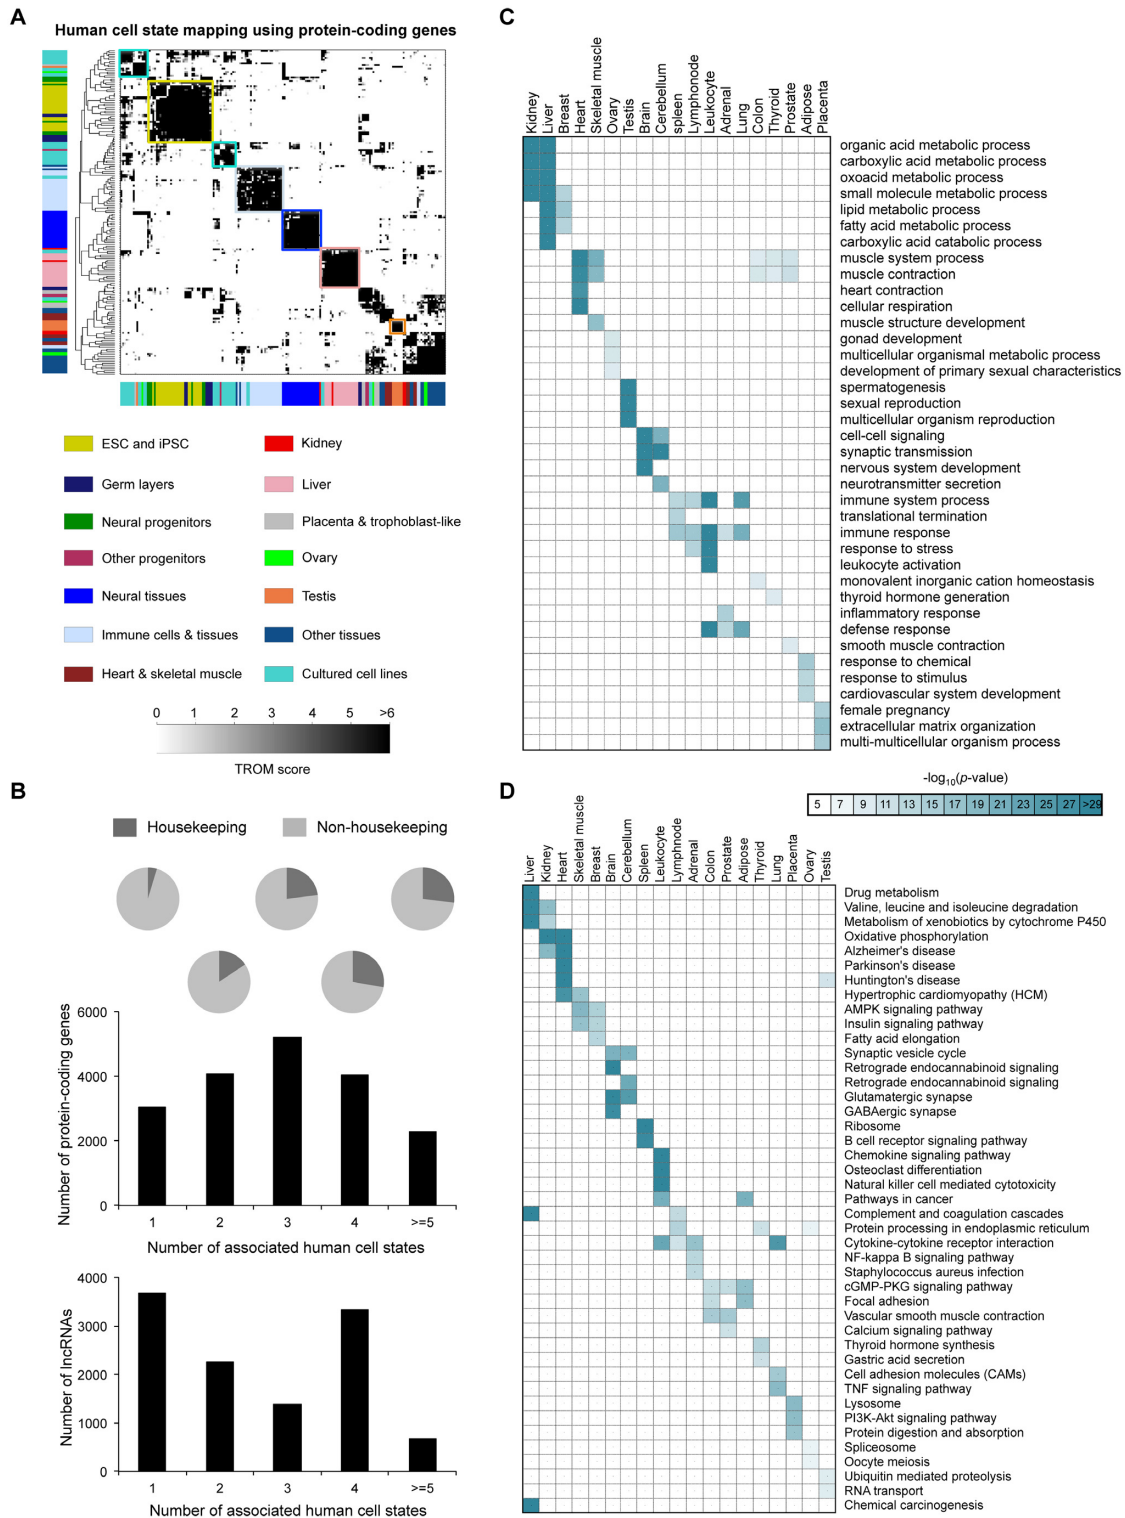 A
Human cell state mapping using protein-coding genes
ESC and iPSC
Kidney
Germ layers
Liver
Neural progenitors
Placenta & trophoblast-like
Other progenitors
Ovary
Neural tissues
Testis
Immune cells & tissues
Other tissues
Heart & skeletal muscle
Cultured cell lines
0 1 2 3 4 5 >6
TROM score
B
Housekeeping
Non-housekeeping
Number of protein-coding genes
6000
4000
2000
0
1 2 3 4 >=5
Number of associated human cell states
Number of lncRNAs
4000
3000
2000
1000
0
1 2 3 4 >=5
Number of associated human cell states
C
Kidney
Liver
Breast
Heart
Skeletal muscle
Ovary
Testis
Brain
Cerebellum
spleen
Lymphonode
Leukocyte
Adrenal
Lung
Colon
Thyroid
Prostate
Adipose
Placenta
organic acid metabolic process
carboxylic acid metabolic process
oxoacid metabolic process
small molecule metabolic process
lipid metabolic process
fatty acid metabolic process
carboxylic acid catabolic process
muscle system process
muscle contraction
heart contraction
cellular respiration
muscle structure development
gonad development
multicellular organismal metabolic process
development of primary sexual characteristics
spermatogenesis
sexual reproduction
multicellular organism reproduction
cell-cell signaling
synaptic transmission
nervous system development
neurotransmitter secretion
immune system process
translational termination
immune response
response to stress
leukocyte activation
monovalent inorganic cation homeostasis
thyroid hormone generation
inflammatory response
defense response
smooth muscle contraction
response to chemical
response to stimulus
cardiovascular system development
female pregnancy
extracellular matrix organization
multi-multicellular organism process
-log10(p-value)
5 7 9 11 13 15 17 19 21 23 25 27 >29
D
Liver
Kidney
Heart
Skeletal muscle
Breast
Brain
Cerebellum
Spleen
Leukocyte
Lymphnode
Adrenal
Colon
Prostate
Adipose
Thyroid
Lung
Placenta
Ovary
Testis
Drug metabolism
Valine, leucine and isoleucine degradation
Metabolism of xenobiotics by cytochrome P450
Oxidative phosphorylation
Alzheimer's disease
Parkinson's disease
Huntington's disease
Hypertrophic cardiomyopathy (HCM)
AMPK signaling pathway
Insulin signaling pathway
Fatty acid elongation
Synaptic vesicle cycle
Retrograde endocannabinoid signaling
Retrograde endocannabinoid signaling
Glutamatergic synapse
GABAergic synapse
Ribosome
B cell receptor signaling pathway
Chemokine signaling pathway
Osteoclast differentiation
Natural killer cell mediated cytotoxicity
Pathways in cancer
Complement and coagulation cascades
Protein processing in endoplasmic reticulum
Cytokine-cytokine receptor interaction
NF-kappa B signaling pathway
Staphylococcus aureus infection
cGMP-PKG signaling pathway
Focal adhesion
Vascular smooth muscle contraction
Calcium signaling pathway
Thyroid hormone synthesis
Gastric acid secretion
Cell adhesion molecules (CAMs)
TNF signaling pathway
Lysosome
PI3K-Akt signaling pathway
Protein digestion and absorption
Spliceosome
Oocyte meiosis
Ubiquitin mediated proteolysis
RNA transport
Chemical carcinogenesis